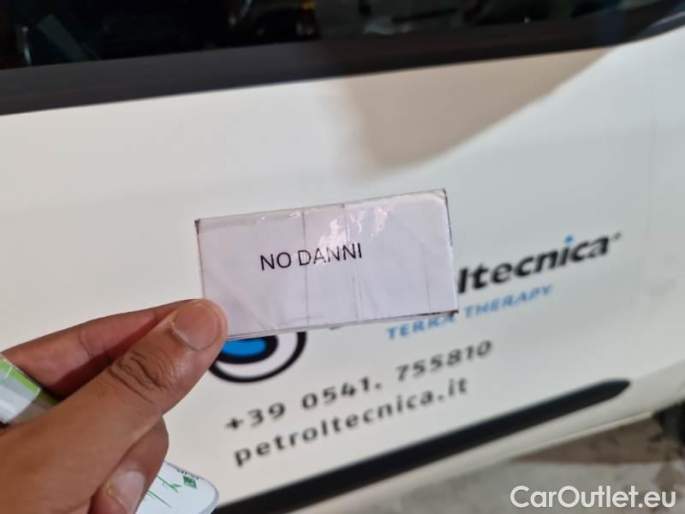 NO DANNI
ltecnica®
TERRA THERAPY
+39 0541. 755810
petroltecnica.it
CarOutlet.eu